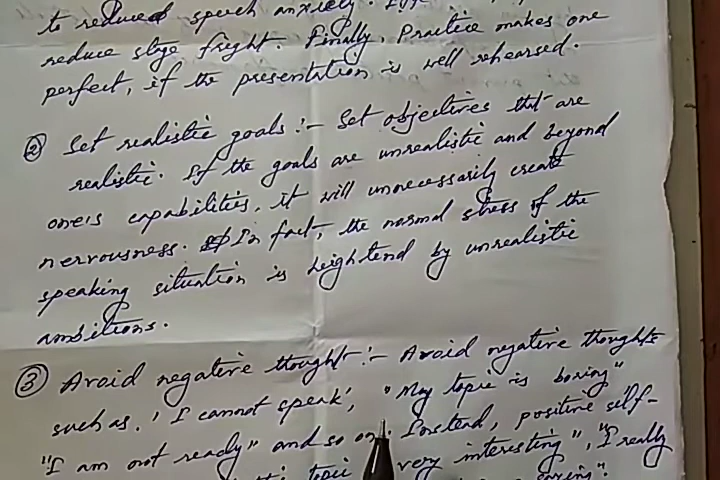 to reduce speech anxiety.
reduce stage fright. Finally, Practice makes one
perfect, if the presentation is well rehearsed.
② Set realistic goals :- Set objectives that are
realistic. If the goals are unrealistic and beyond
one's capabilities, it will unnecessarily create
nervousness. In fact, the normal stress of the
speaking situation is heightend by unrealistic
ambitions.
③ Avoid negative thought :- Avoid negative thoughts
such as, 'I cannot speak', "May topic is boring"
"I am not ready" and so on. Instead, positive self-
topic very interesting", "I really